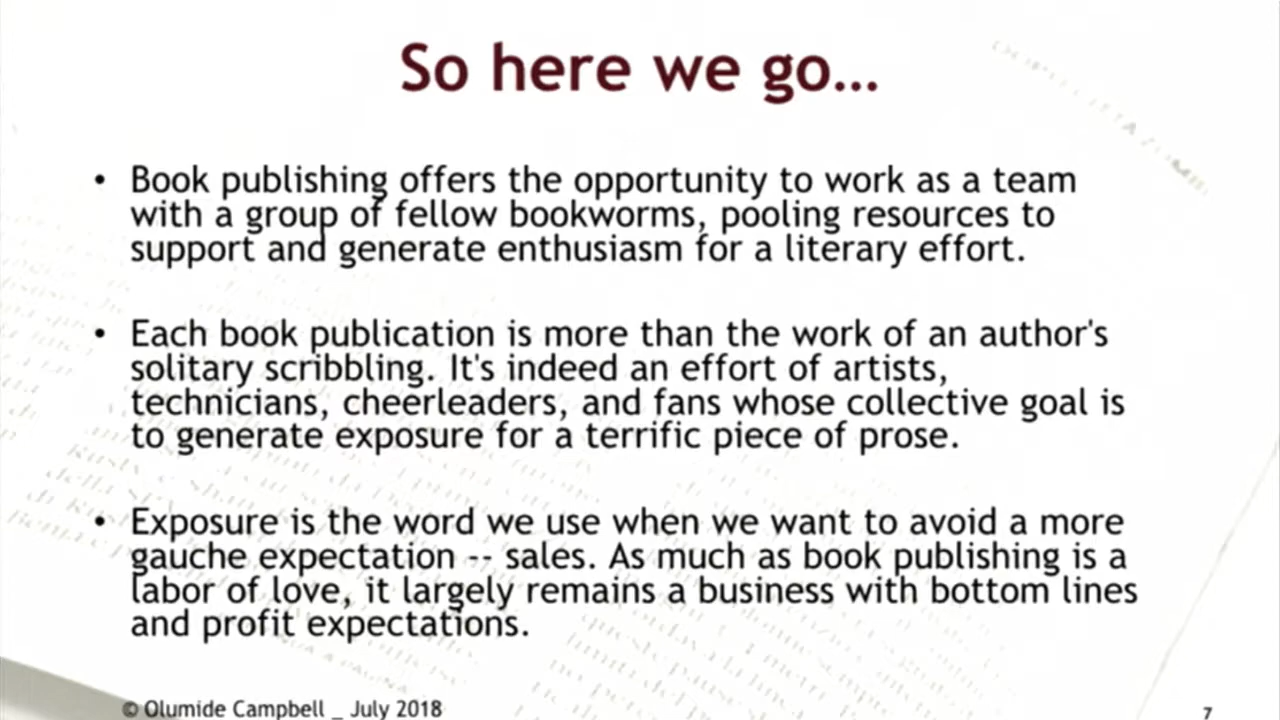 So here we go...
• Book publishing offers the opportunity to work as a team
with a group of fellow bookworms, pooling resources to
support and generate enthusiasm for a literary effort.
• Each book publication is more than the work of an author's
solitary scribbling. It's indeed an effort of artists,
technicians, cheerleaders, and fans whose collective goal is
to generate exposure for a terrific piece of prose.
• Exposure is the word we use when we want to avoid a more
gauche expectation -- sales. As much as book publishing is a
labor of love, it largely remains a business with bottom lines
and profit expectations.
© Olumide Campbell _ July 2018
7